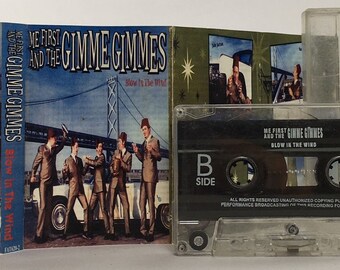 ME FIRST
AND THE
GIMME GIMMES
Blow In The Wind
ME FIRST
AND THE
GIMME GIMMES
Blow in The Wind
ME FIRST
AND THE GIMME GIMMES
BLOW IN THE WIND
B
SIDE
ALL RIGHTS RESERVED UNAUTHORIZED COPYING
PERFORMANCE BROADCASTING OF THIS RECORDING